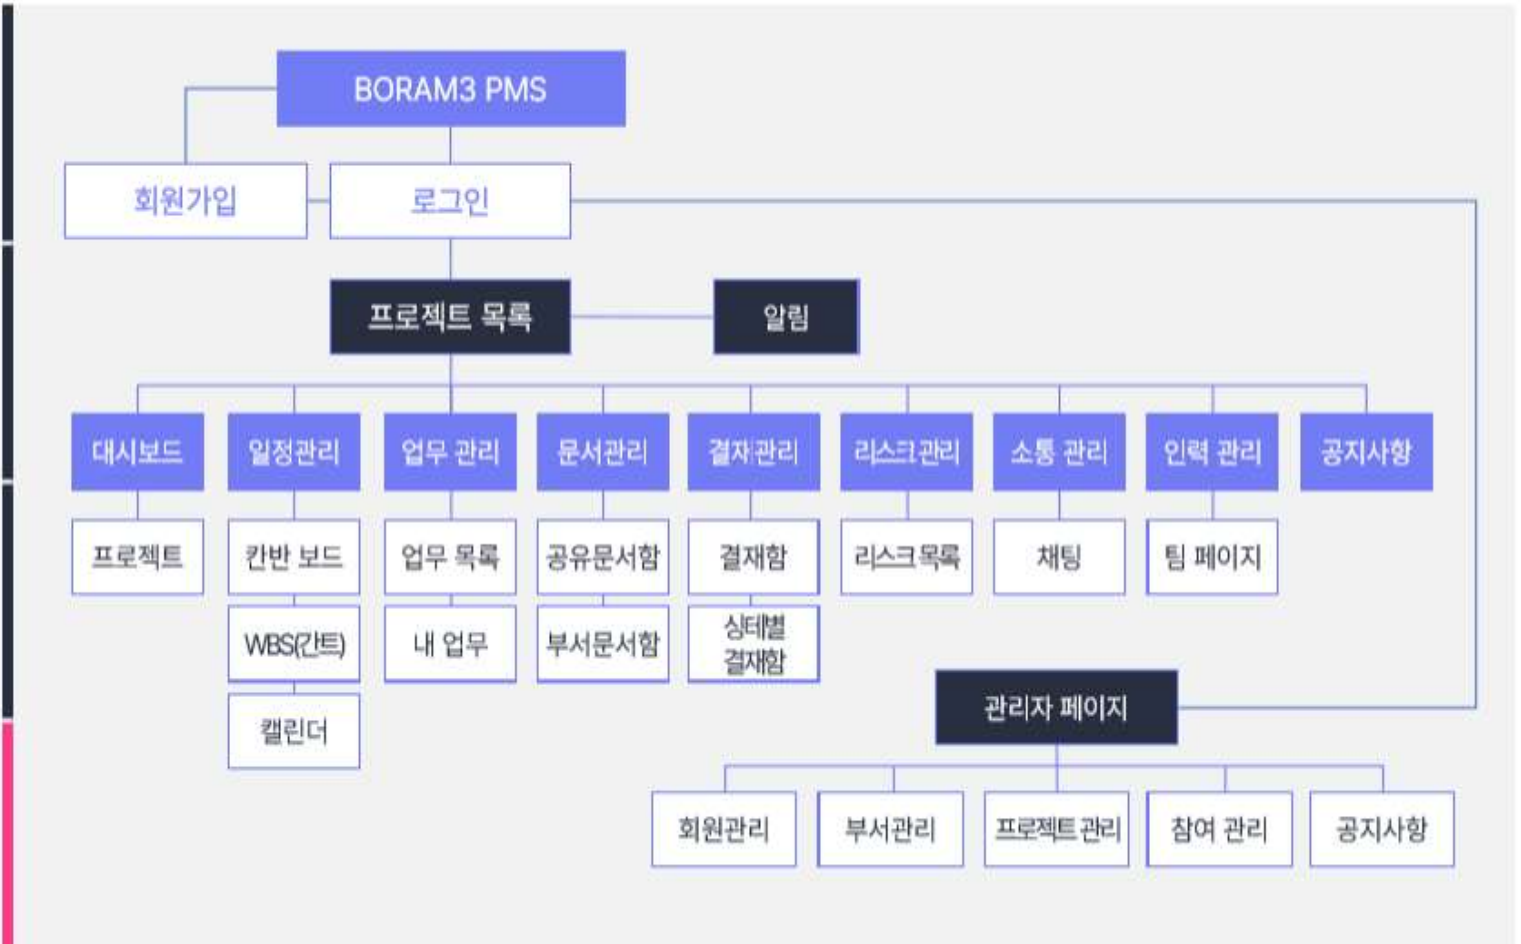 BORAM3 PMS
회원가입
로그인
프로젝트 목록
알림
대시보드
일정관리
업무 관리
문서관리
결재관리
리스크관리
소통 관리
인력 관리
공지사항
프로젝트
칸반 보드
업무 목록
공유문서함
결재함
리스크목록
채팅
팀 페이지
WBS(간트)
내 업무
부서문서함
싱테별
결재함
캘린더
관리자 페이지
회원관리
부서관리
프로젝트관리
참여 관리
공지사항